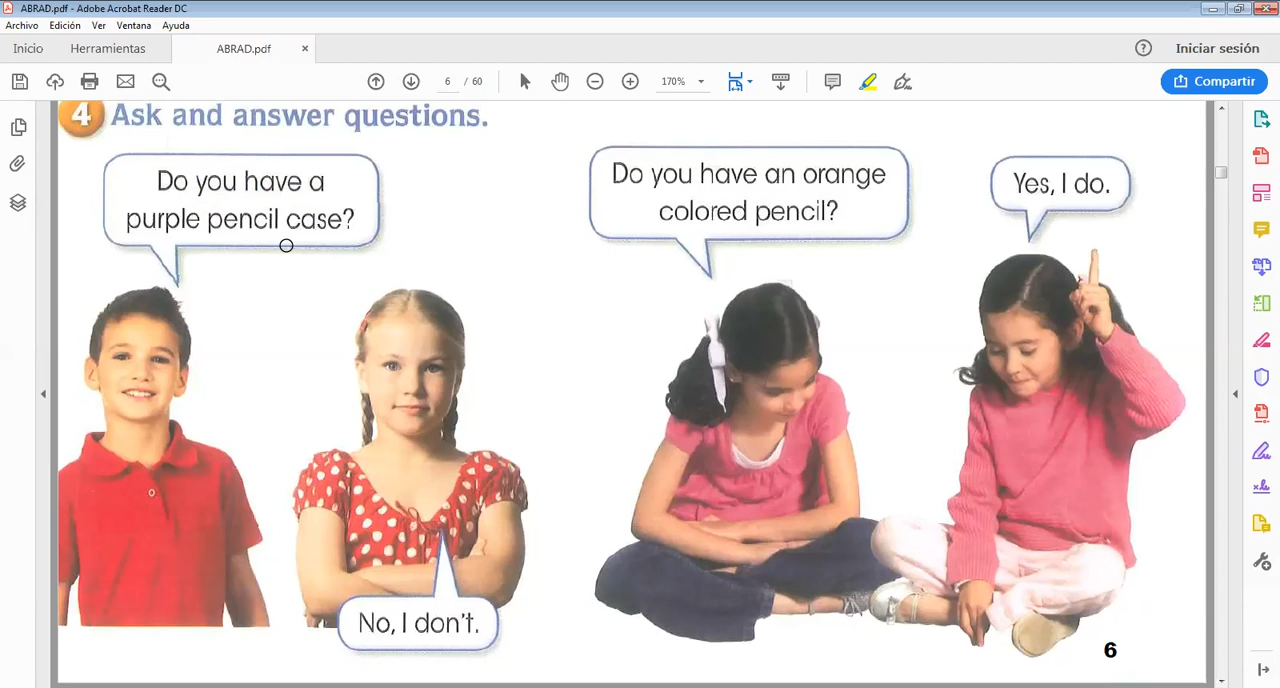 ABRAD.pdf - Adobe Acrobat Reader DC
Archivo Edición Ver Ventana Ayuda
Inicio Herramientas ABRAD.pdf × Iniciar sesión
6 / 60 170% Compartir
4 Ask and answer questions.
Do you have a
purple pencil case?
No, I don't.
Do you have an orange
colored pencil?
Yes, I do.
6